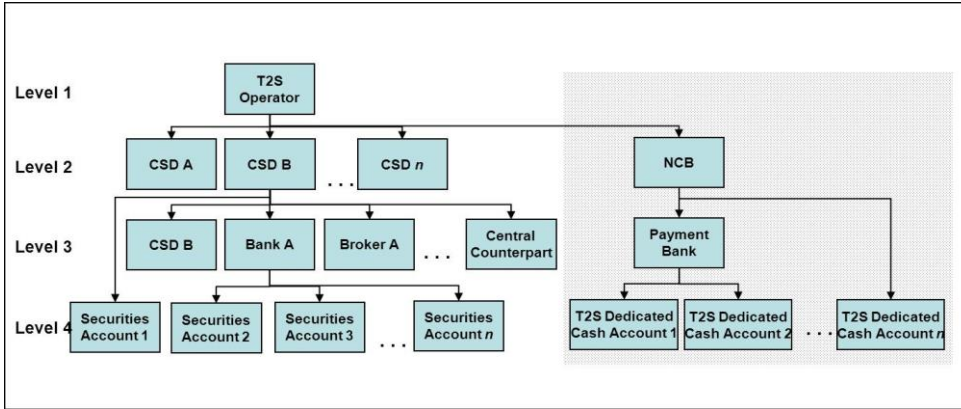 Level 1
T2S
Operator
Level 2
CSD A
CSD B
. . .
CSD n
NCB
Level 3
CSD B
Bank A
Broker A
. . .
Central
Counterpart
Payment
Bank
Level 4
Securities
Account 1
Securities
Account 2
Securities
Account 3
. . .
Securities
Account n
T2S Dedicated
Cash Account 1
T2S Dedicated
Cash Account 2
. . .
T2S Dedicated
Cash Account n